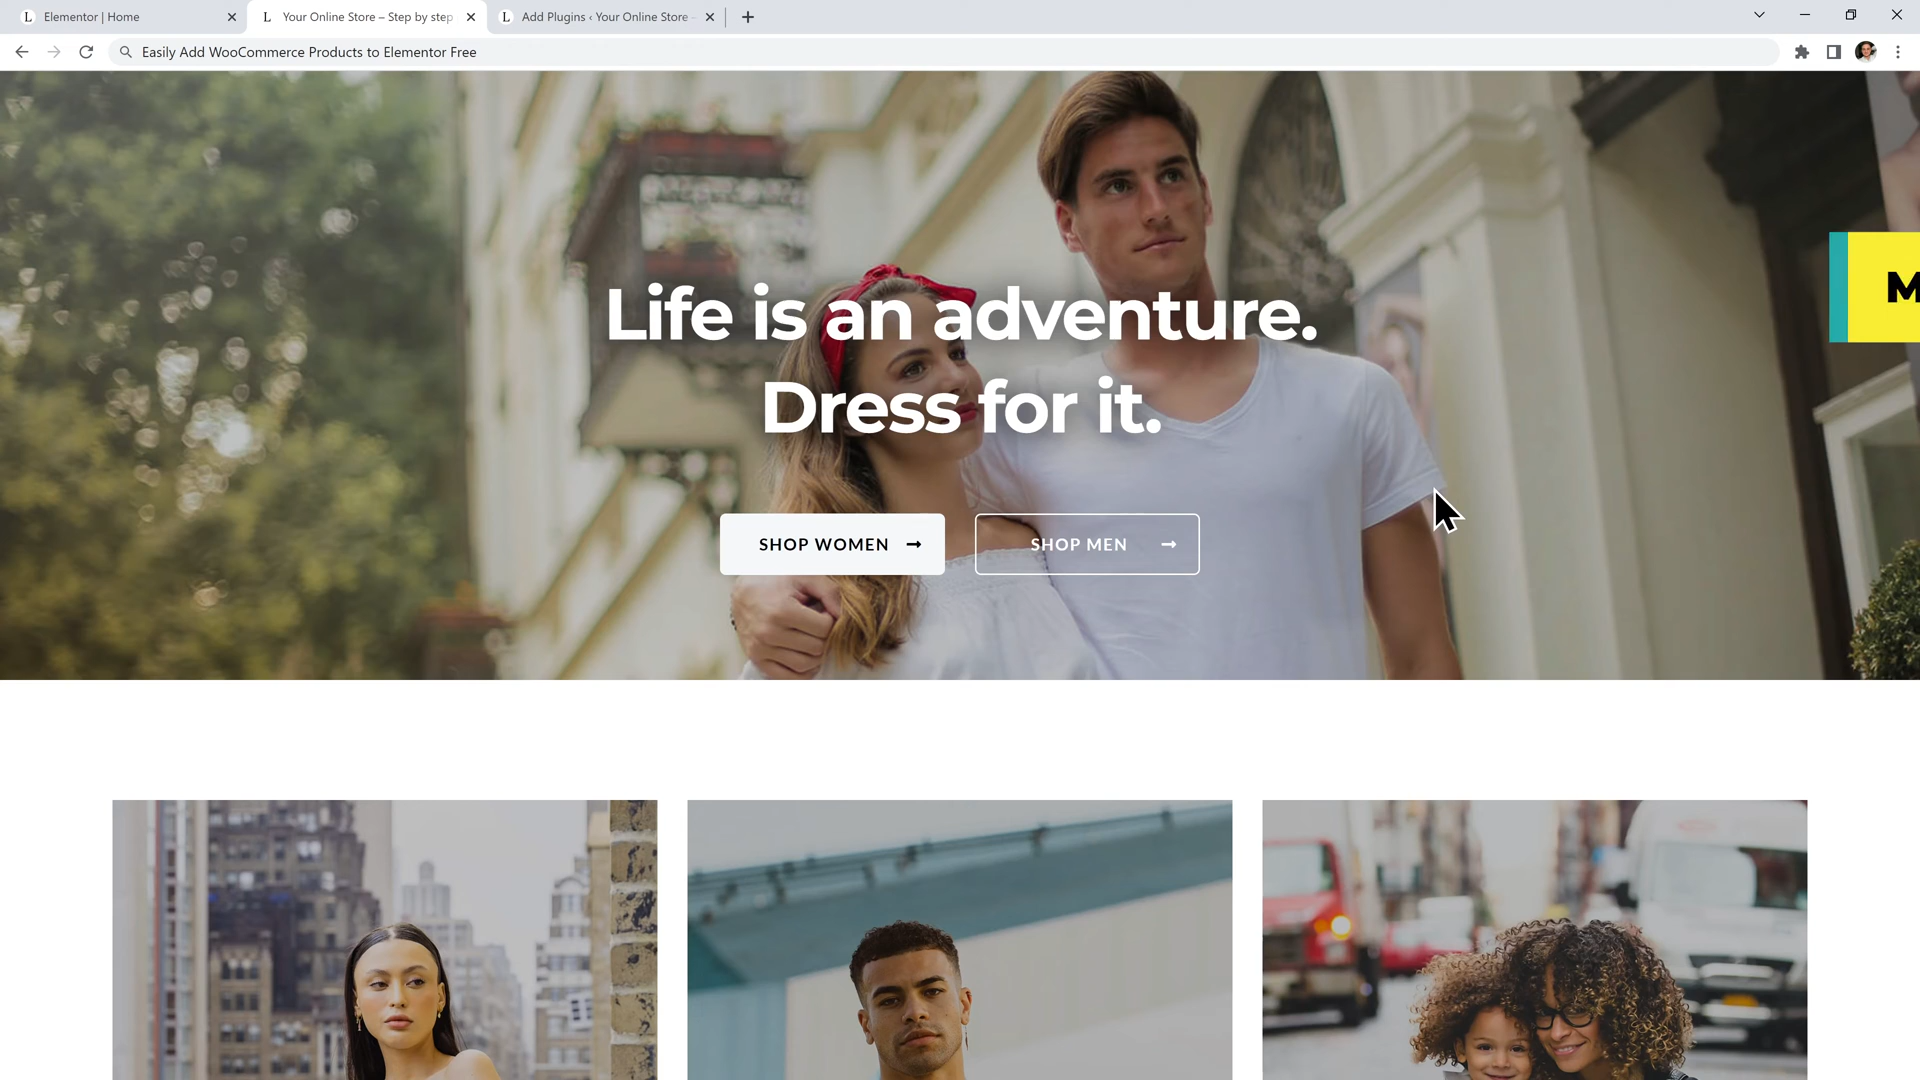 L Elementor | Home
L Your Online Store – Step by step
L Add Plugins ‹ Your Online Store -
Easily Add WooCommerce Products to Elementor Free
M
Life is an adventure.
Dress for it.
SHOP WOMEN
SHOP MEN